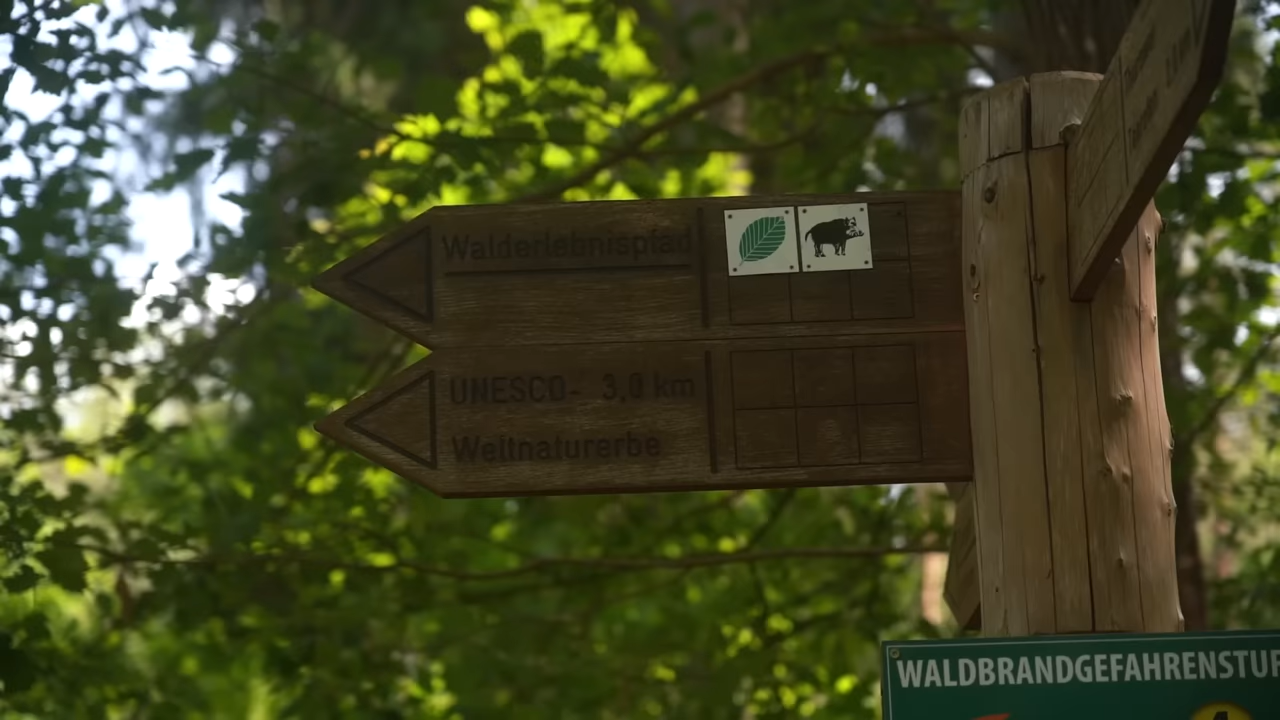 Walderlebnispfad
UNESCO- 3,0 km
Weltnaturerbe
WALDBRANDGEFAHRENSTUF